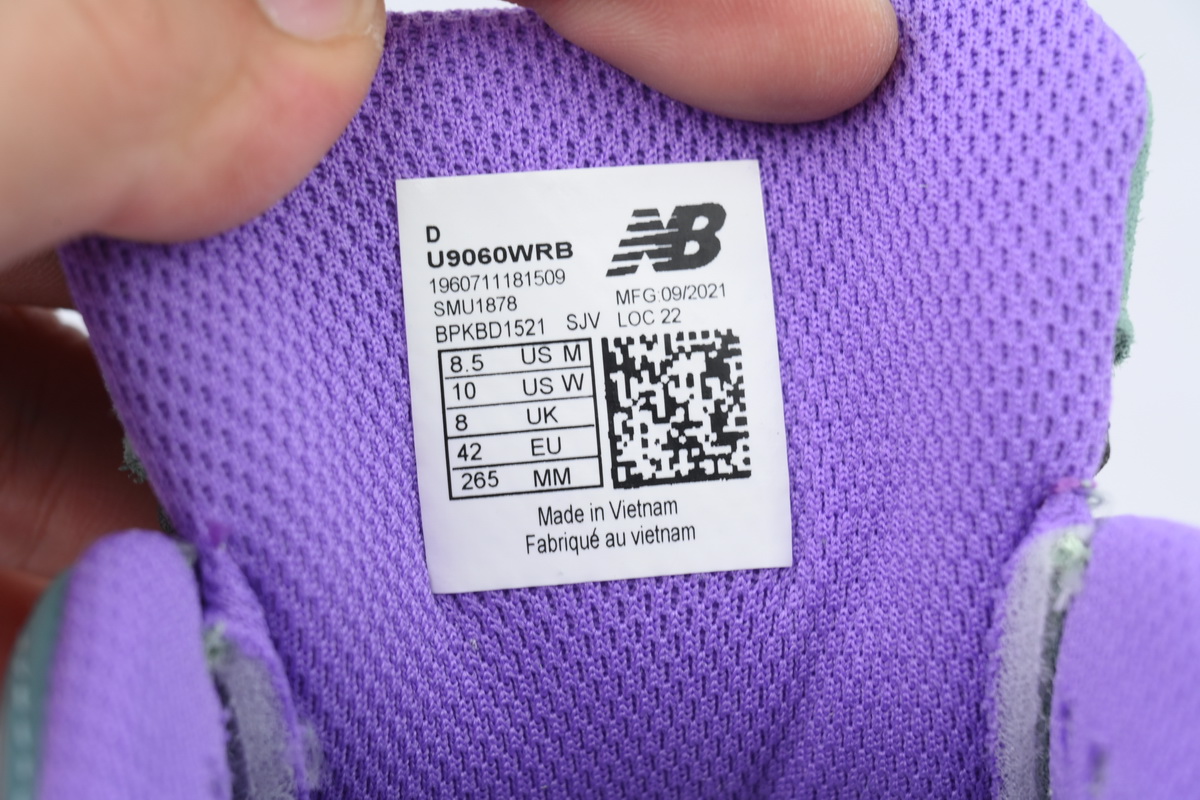 D
U9060WRB
NB
1960711181509
SMU1878
MFG:09/2021
BPKBD1521 SJV LOC 22
8.5 US M
10 US W
8 UK
42 EU
265 MM
Made in Vietnam
Fabriqué au vietnam